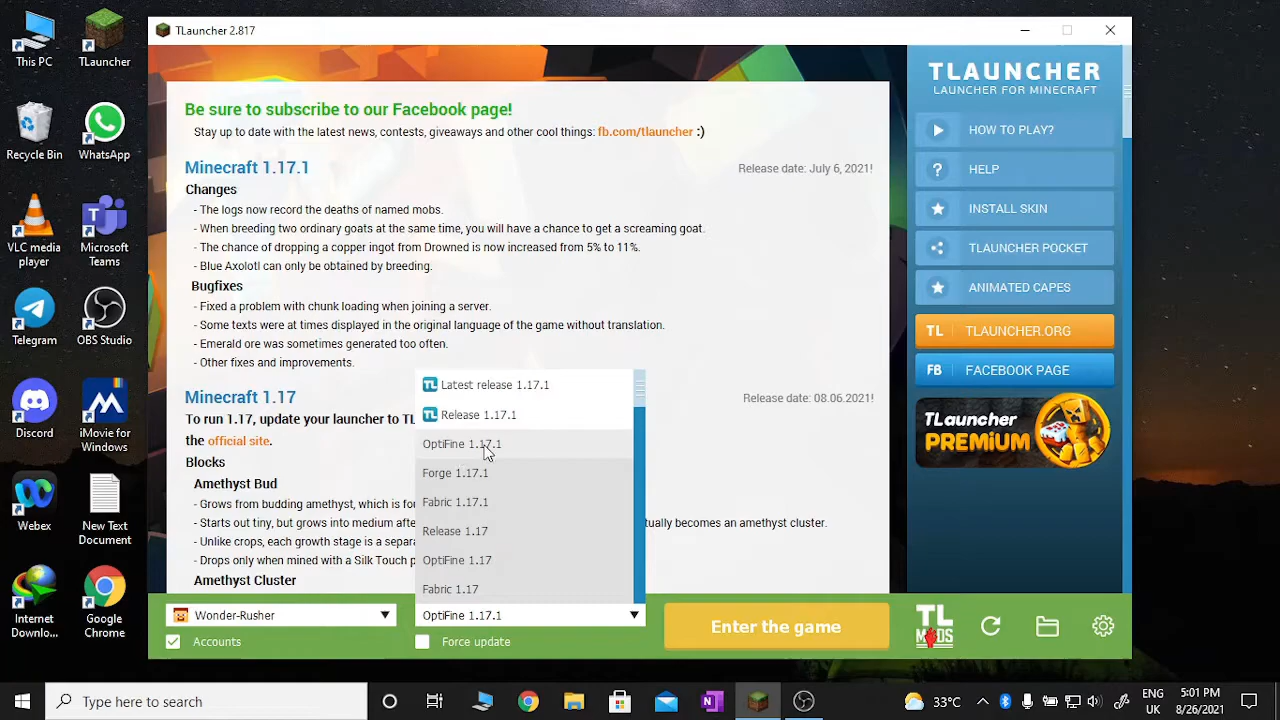 This PC
TLauncher
Recycle Bin
WhatsApp
VLC media
player
Microsoft
Teams
Telegram
OBS Studio
Discord
iMovie for
Windows
Webex
New Text
Document
Internet
Downlo...
Google
Chrome
TLauncher 2.817
Be sure to subscribe to our Facebook page!
Stay up to date with the latest news, contests, giveaways and other cool things: fb.com/tlauncher :)
Minecraft 1.17.1
Release date: July 6, 2021!
Changes
- The logs now record the deaths of named mobs.
- When breeding two ordinary goats at the same time, you will have a chance to get a screaming goat.
- The chance of dropping a copper ingot from Drowned is now increased from 5% to 11%.
- Blue Axolotl can only be obtained by breeding.
Bugfixes
- Fixed a problem with chunk loading when joining a server.
- Some texts were at times displayed in the original language of the game without translation.
- Emerald ore was sometimes generated too often.
- Other fixes and improvements.
Minecraft 1.17
Release date: 08.06.2021!
To run 1.17, update your launcher to TL
the official site.
Blocks
Amethyst Bud
- Grows from budding amethyst, which is fo
- Starts out tiny, but grows into medium afte
tually becomes an amethyst cluster.
- Unlike crops, each growth stage is a separa
- Drops only when mined with a Silk Touch p
Amethyst Cluster
TL Latest release 1.17.1
TL Release 1.17.1
OptiFine 1.17.1
Forge 1.17.1
Fabric 1.17.1
Release 1.17
OptiFine 1.17
Fabric 1.17
Wonder-Rusher
OptiFine 1.17.1
Accounts
Force update
Enter the game
TL
MODS
TLAUNCHER
LAUNCHER FOR MINECRAFT
HOW TO PLAY?
? HELP
INSTALL SKIN
TLAUNCHER POCKET
ANIMATED CAPES
TL TLAUNCHER.ORG
FB FACEBOOK PAGE
TLauncher
PREMIUM
Type here to search
33°C
ENG
UK
5:01 PM
8/26/2021